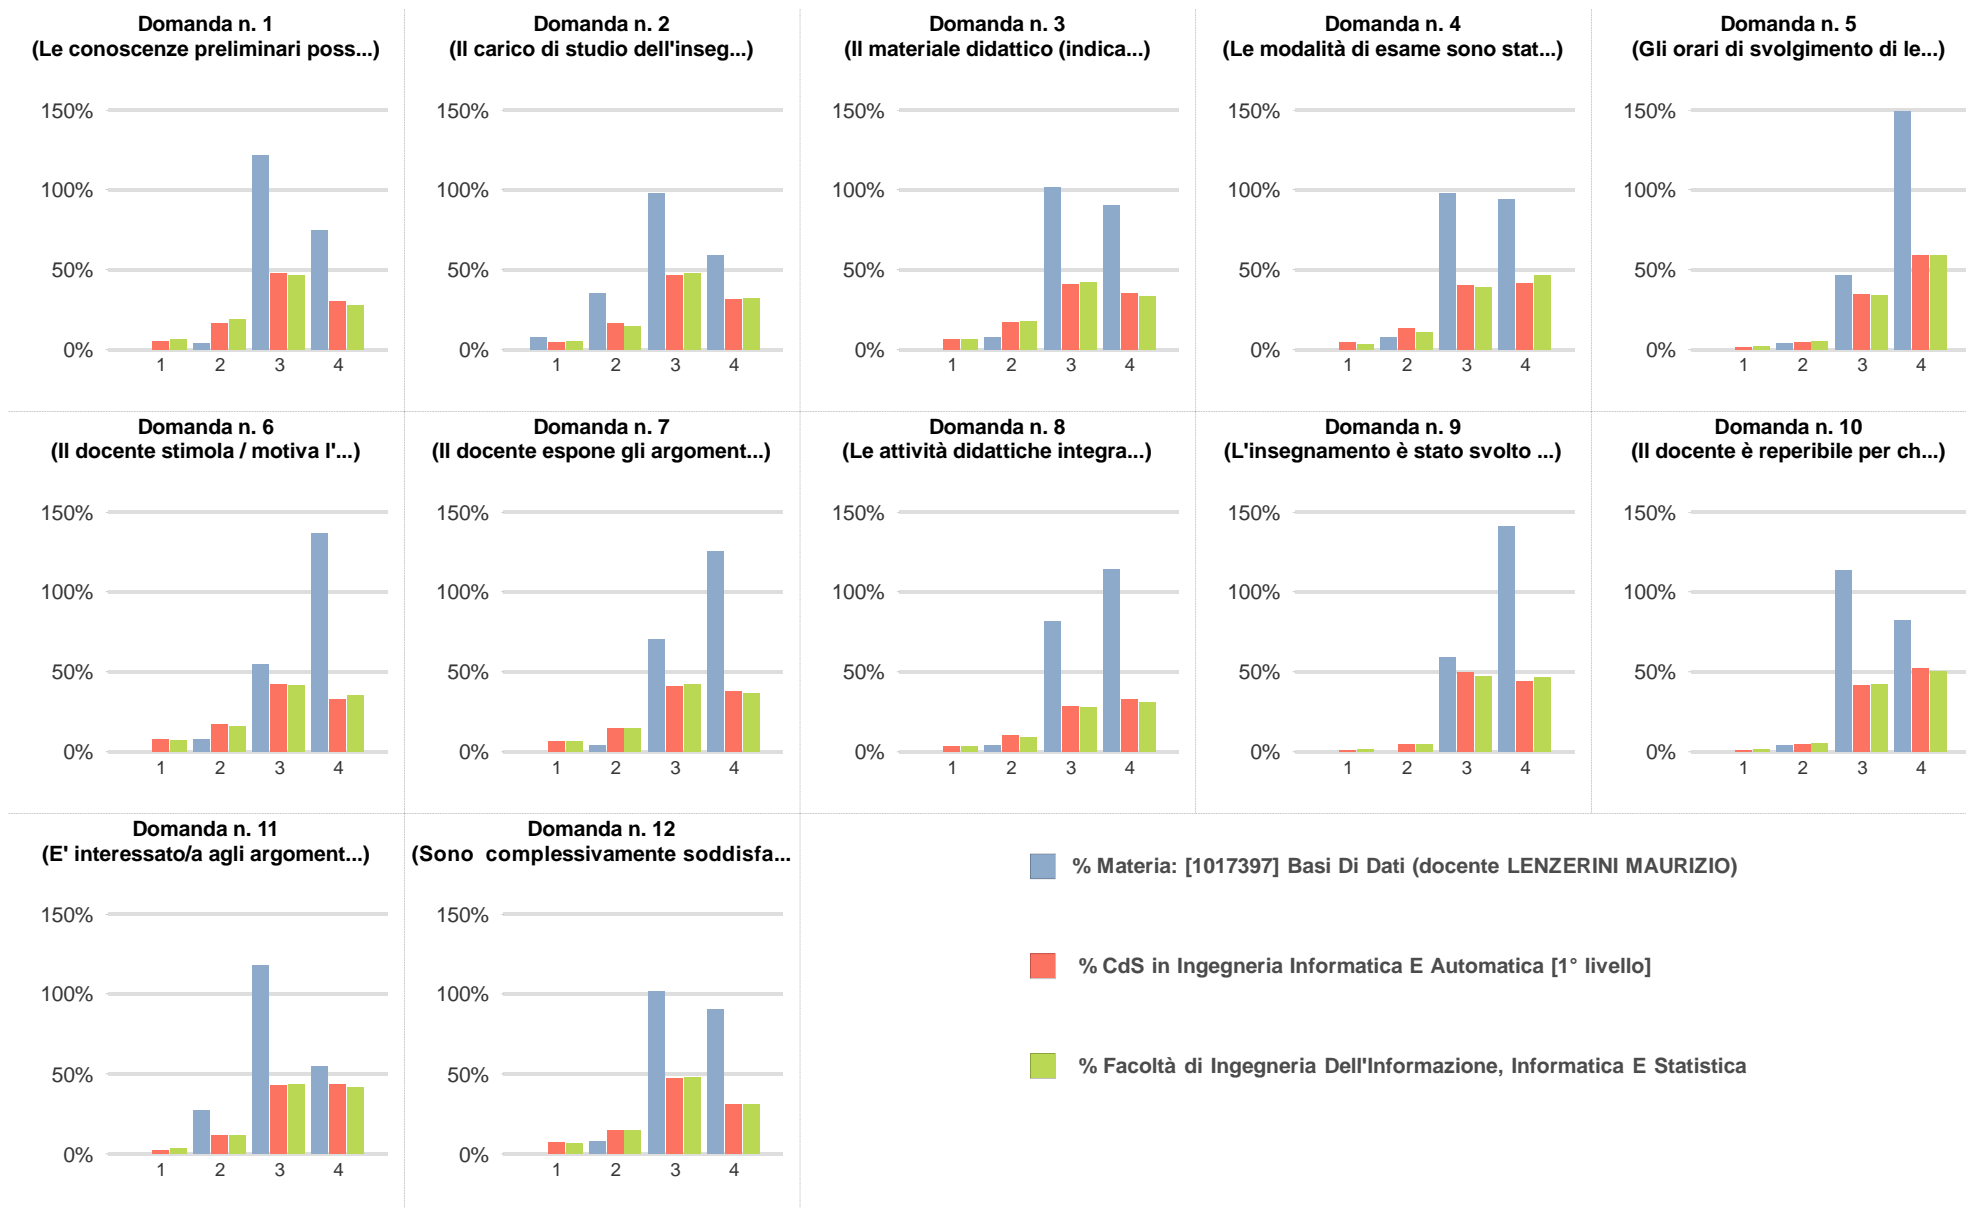 Domanda n. 1
(Le conoscenze preliminari poss...)
150%
100%
50%
0%
1 2 3 4
Domanda n. 2
(Il carico di studio dell'inseg...)
150%
100%
50%
0%
1 2 3 4
Domanda n. 3
(Il materiale didattico (indica...)
150%
100%
50%
0%
1 2 3 4
Domanda n. 4
(Le modalità di esame sono stat...)
150%
100%
50%
0%
1 2 3 4
Domanda n. 5
(Gli orari di svolgimento di le...)
150%
100%
50%
0%
1 2 3 4
Domanda n. 6
(Il docente stimola / motiva l'...)
150%
100%
50%
0%
1 2 3 4
Domanda n. 7
(Il docente espone gli argoment...)
150%
100%
50%
0%
1 2 3 4
Domanda n. 8
(Le attività didattiche integra...)
150%
100%
50%
0%
1 2 3 4
Domanda n. 9
(L'insegnamento è stato svolto ...)
150%
100%
50%
0%
1 2 3 4
Domanda n. 10
(Il docente è reperibile per ch...)
150%
100%
50%
0%
1 2 3 4
Domanda n. 11
(E' interessato/a agli argoment...)
150%
100%
50%
0%
1 2 3 4
Domanda n. 12
(Sono complessivamente soddisfa...
150%
100%
50%
0%
1 2 3 4
% Materia: [1017397] Basi Di Dati (docente LENZERINI MAURIZIO)
% CdS in Ingegneria Informatica E Automatica [1° livello]
% Facoltà di Ingegneria Dell'Informazione, Informatica E Statistica